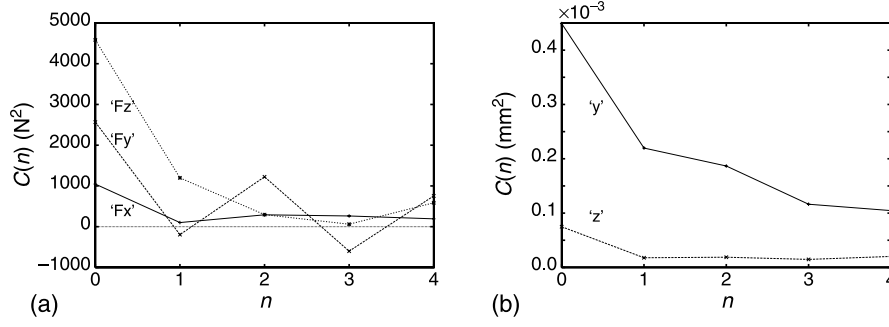 5000
4000
3000
2000
1000
0
−1000
C(n) (N²)
'Fz'
'Fy'
'Fx'
0 1 2 3 4
n
(a)
×10⁻³
0.4
0.3
0.2
0.1
0.0
C(n) (mm²)
'y'
'z'
0 1 2 3 4
n
(b)